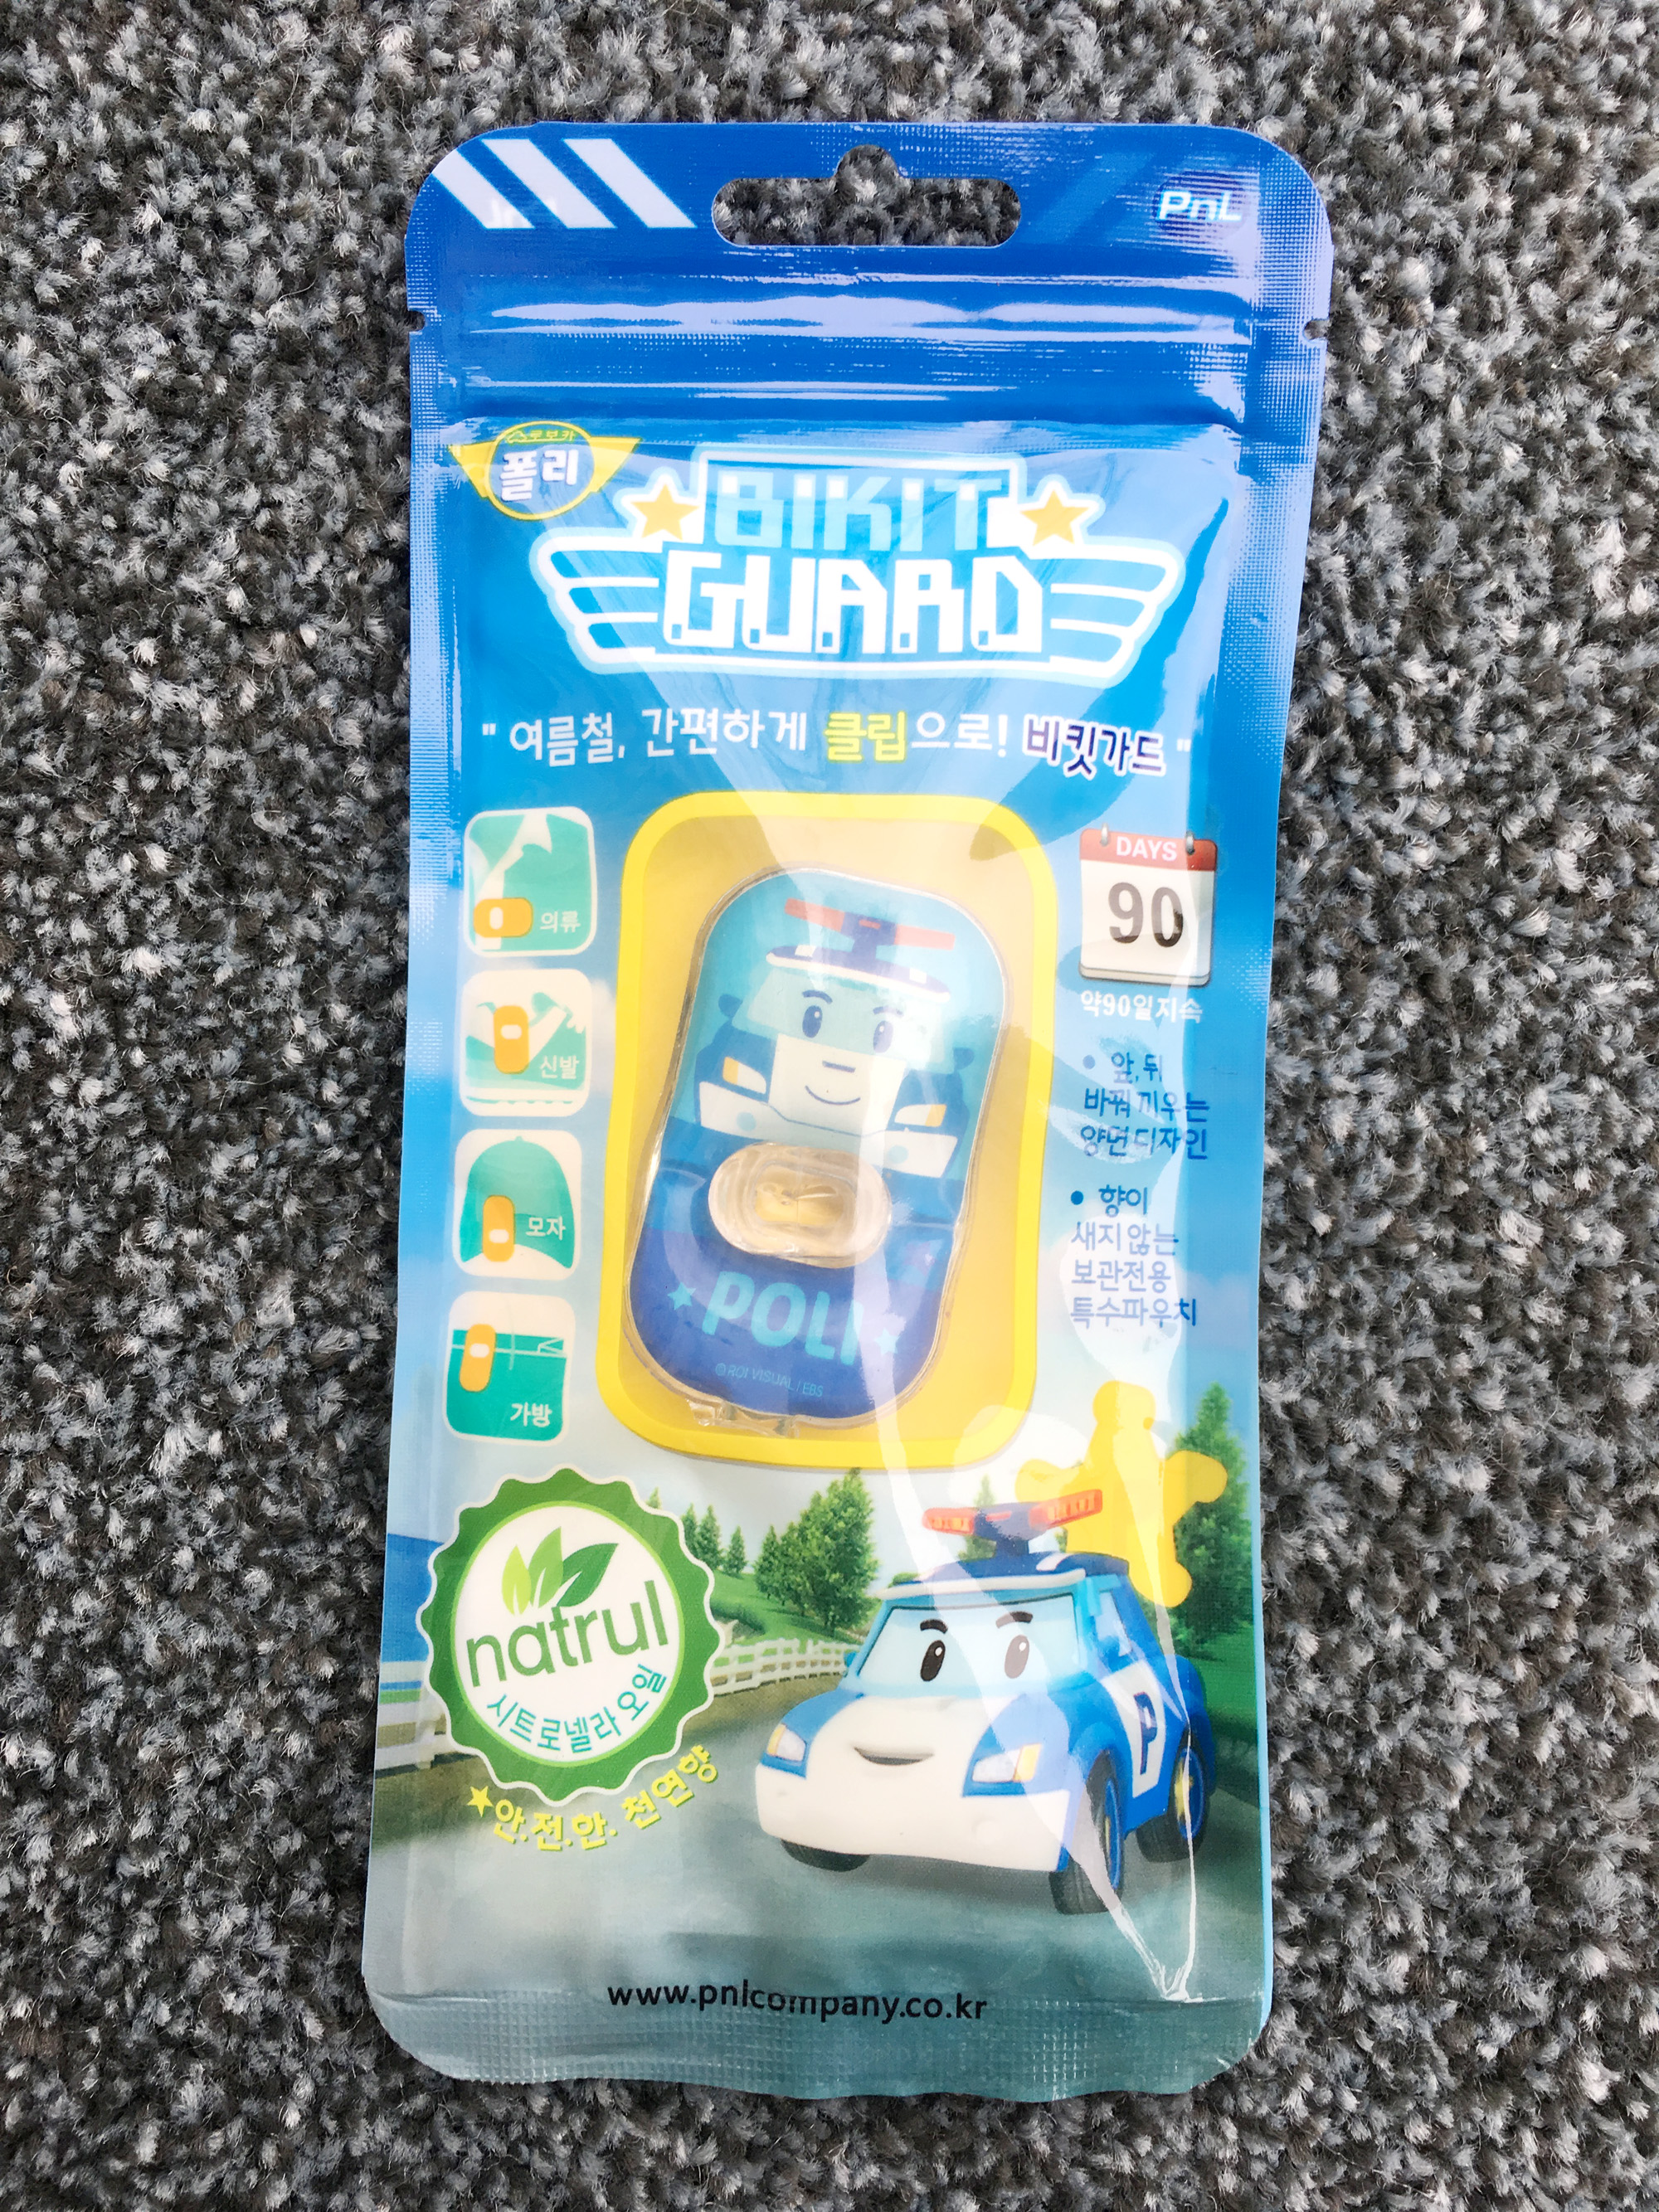 PnL
로보카
폴리
BIKIT
GUARD
" 여름철, 간편하게 클립으로! 비킷가드 "
의류
신발
모자
가방
POLI
©ROI VISUAL / EBS
DAYS
90
약90일지속
• 앞,뒤
바꿔 끼우는
양면디자인
• 향이
새지않는
보관전용
특수파우치
natrul
시트로넬라 오일
안.전.한. 천연향
P
www.pnlcompany.co.kr